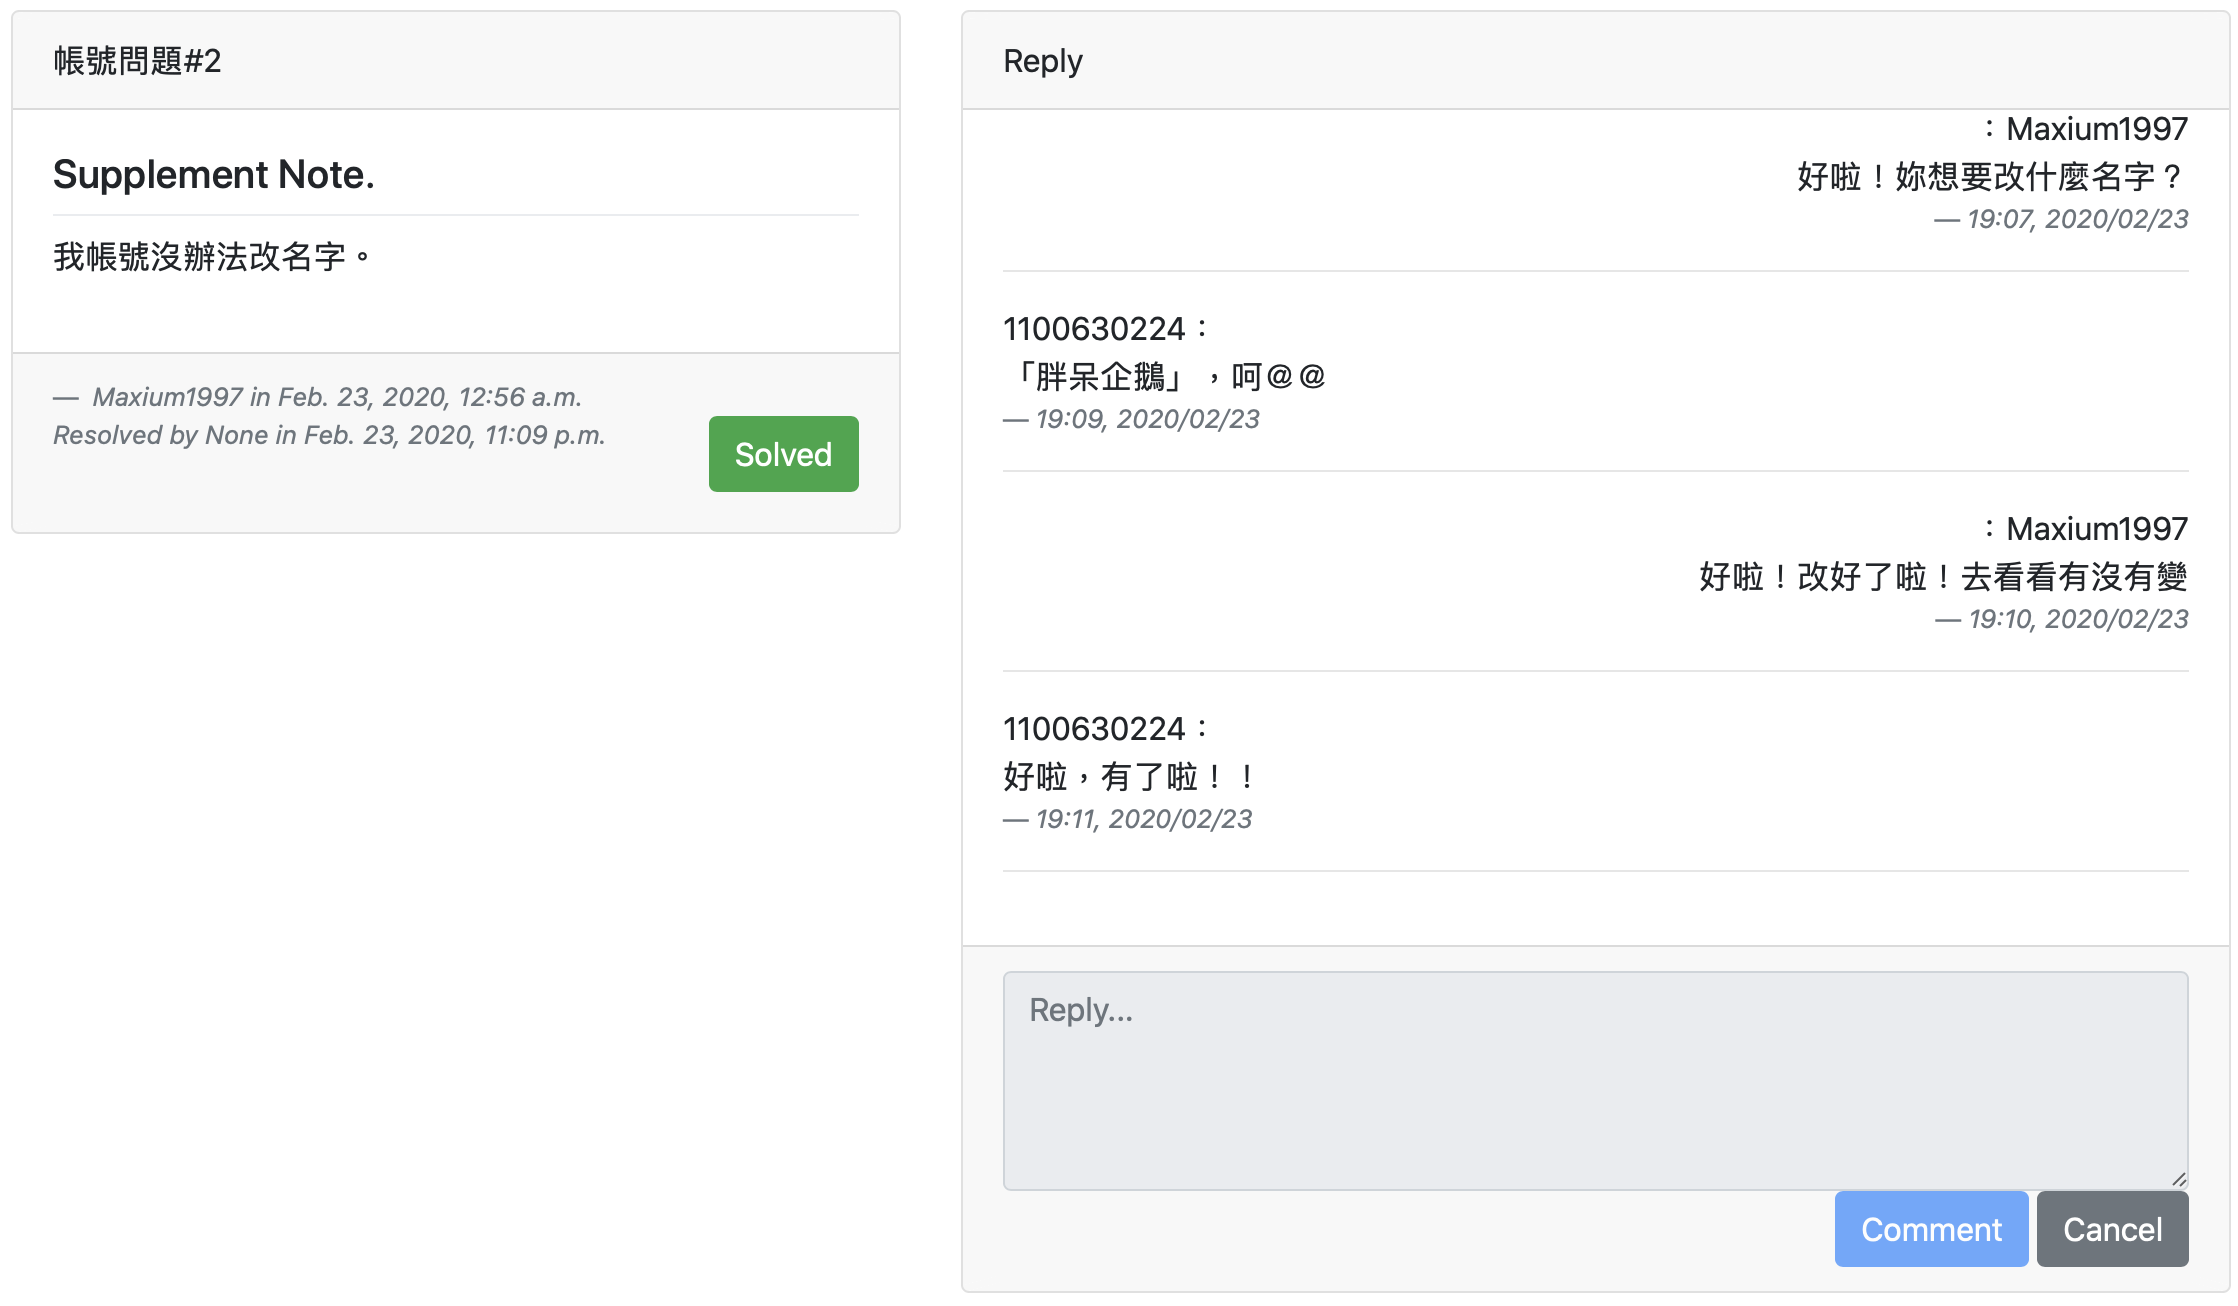 帳號問題#2
Supplement Note.
我帳號沒辦法改名字。
— Maxium1997 in Feb. 23, 2020, 12:56 a.m.
Resolved by None in Feb. 23, 2020, 11:09 p.m.
Solved
Reply
：Maxium1997
好啦！妳想要改什麼名字？
— 19:07, 2020/02/23
1100630224：
「胖呆企鵝」，呵@@
— 19:09, 2020/02/23
：Maxium1997
好啦！改好了啦！去看看有沒有變
— 19:10, 2020/02/23
1100630224：
好啦，有了啦！！
— 19:11, 2020/02/23
Reply...
Comment Cancel